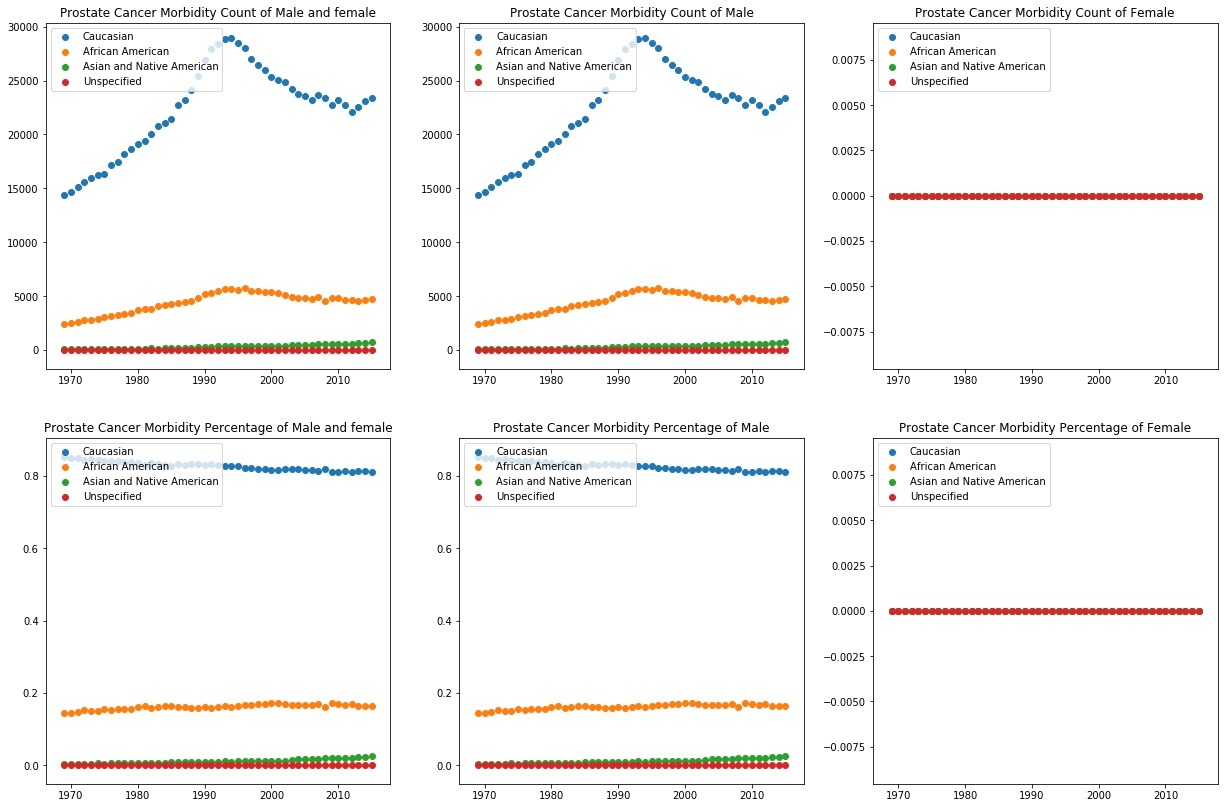 Prostate Cancer Morbidity Count of Male and female
Caucasian
African American
Asian and Native American
Unspecified
30000
25000
20000
15000
10000
5000
0
1970 1980 1990 2000 2010
Prostate Cancer Morbidity Count of Male
Caucasian
African American
Asian and Native American
Unspecified
30000
25000
20000
15000
10000
5000
0
1970 1980 1990 2000 2010
Prostate Cancer Morbidity Count of Female
Caucasian
African American
Asian and Native American
Unspecified
0.0075
0.0050
0.0025
0.0000
−0.0025
−0.0050
−0.0075
1970 1980 1990 2000 2010
Prostate Cancer Morbidity Percentage of Male and female
Caucasian
African American
Asian and Native American
Unspecified
0.8
0.6
0.4
0.2
0.0
1970 1980 1990 2000 2010
Prostate Cancer Morbidity Percentage of Male
Caucasian
African American
Asian and Native American
Unspecified
0.8
0.6
0.4
0.2
0.0
1970 1980 1990 2000 2010
Prostate Cancer Morbidity Percentage of Female
Caucasian
African American
Asian and Native American
Unspecified
0.0075
0.0050
0.0025
0.0000
−0.0025
−0.0050
−0.0075
1970 1980 1990 2000 2010